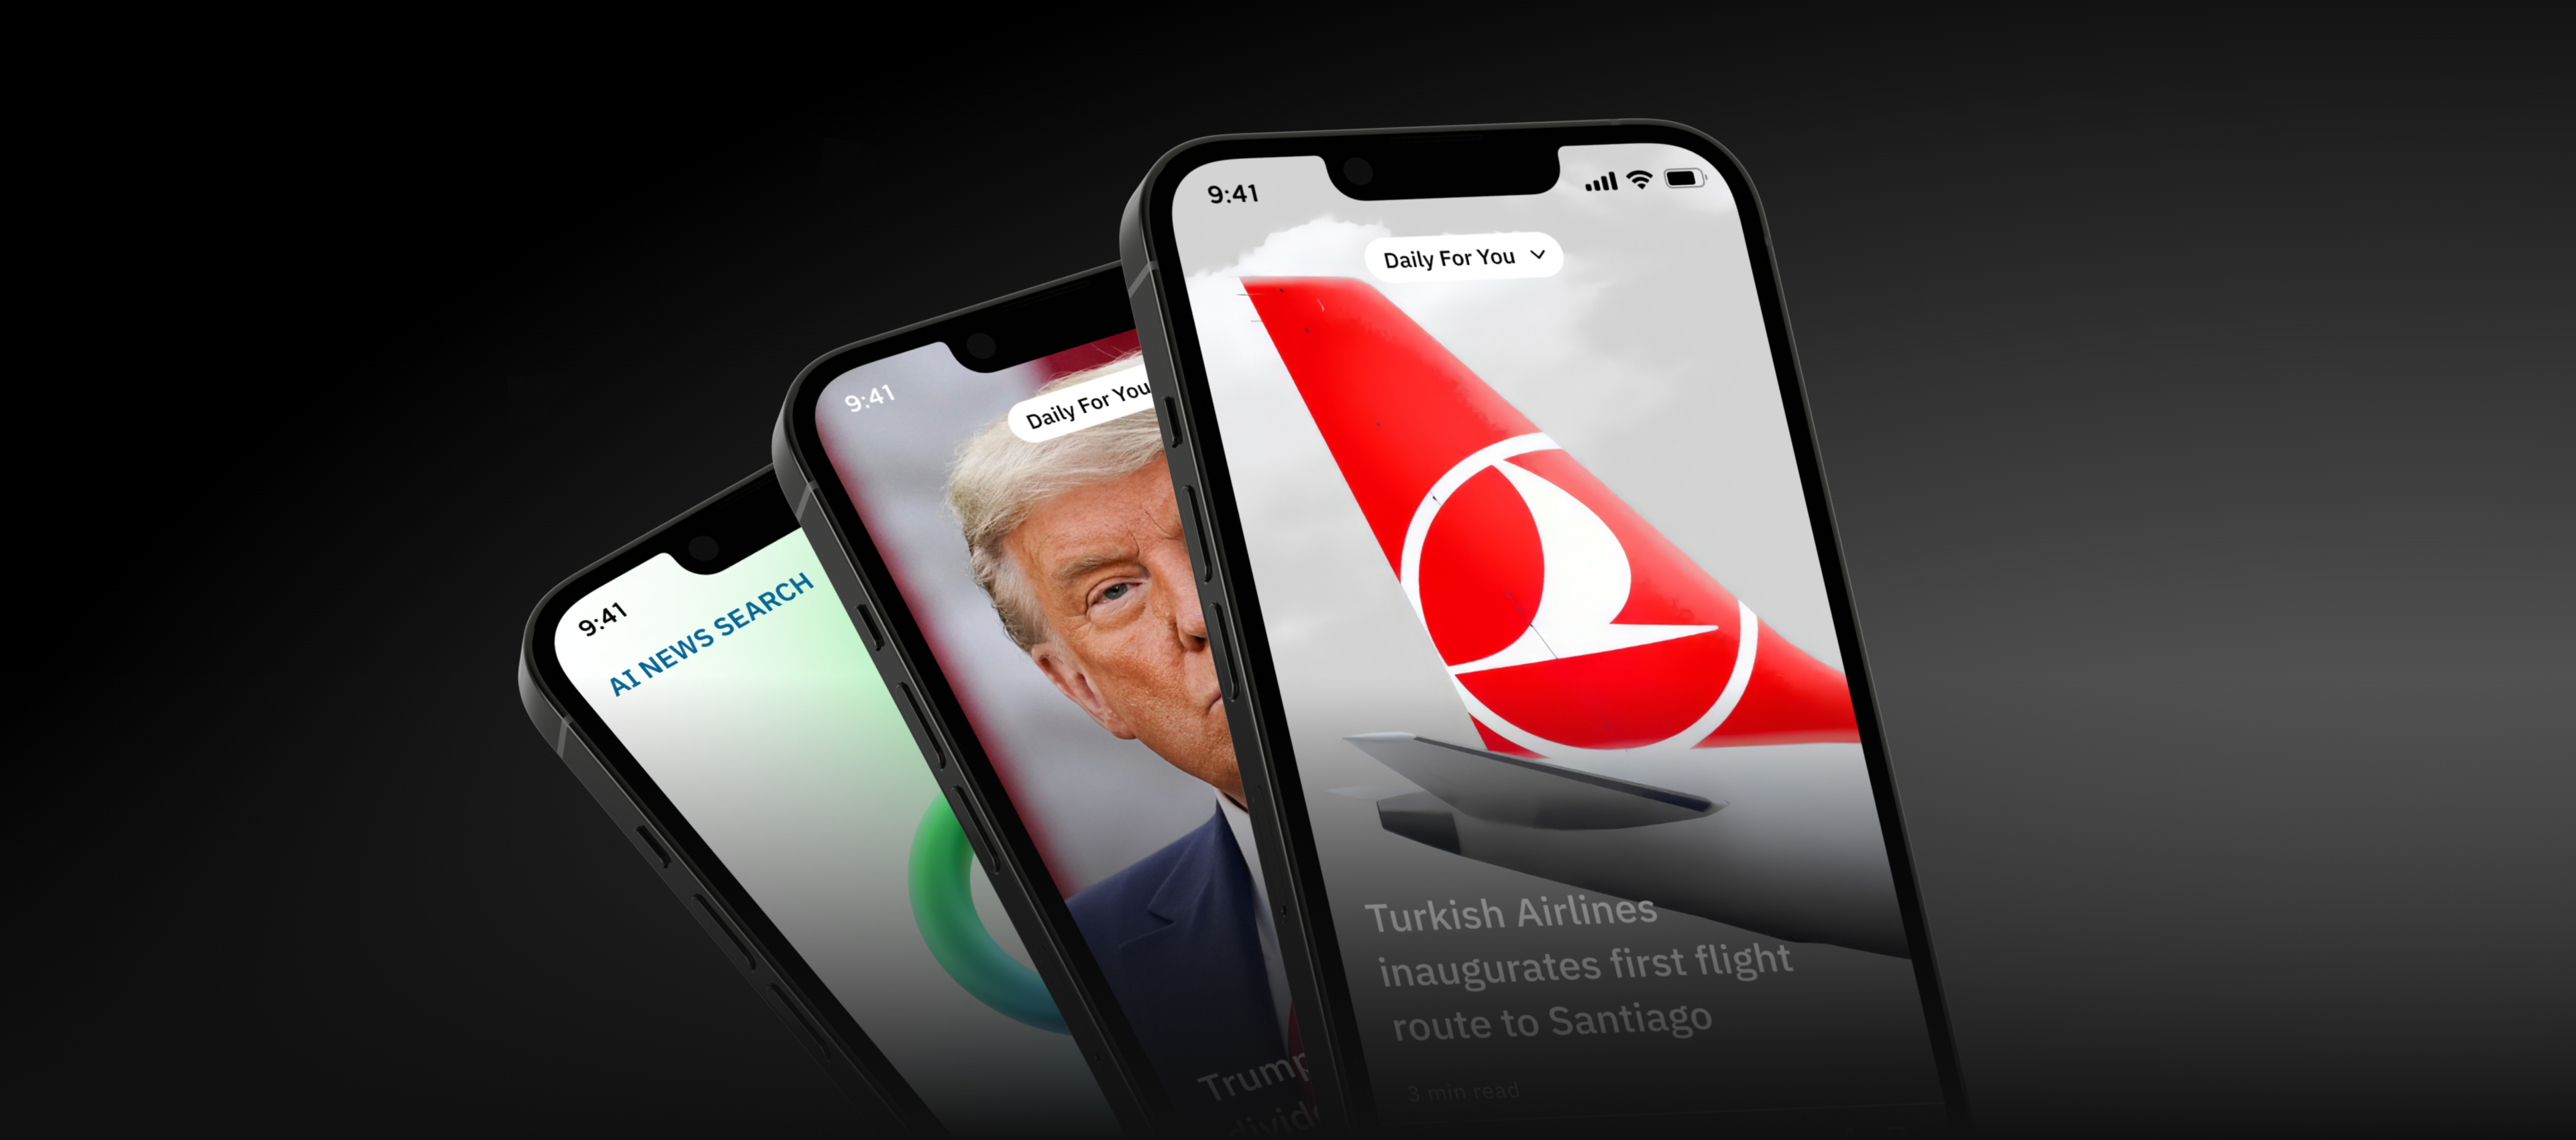 9:41
AI NEWS SEARCH
9:41
Daily For You
Trump
9:41
Daily For You
Turkish Airlines
inaugurates first flight
route to Santiago
3 min read